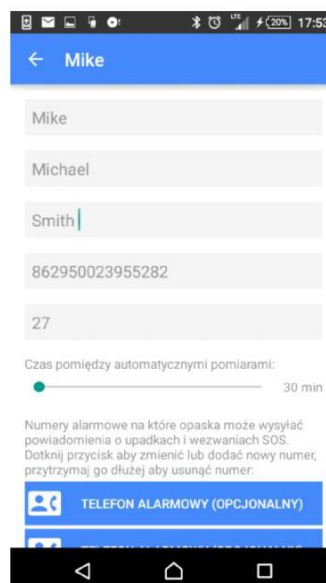 LTE
20% 17:53
Mike
Mike
Michael
Smith
862950023955282
27
Czas pomiędzy automatycznymi pomiarami:
30 min
Numery alarmowe na które opaska może wysyłać
powiadomienia o upadkach i wezwaniach SOS.
Dotknij przycisk aby zmienić lub dodać nowy numer,
przytrzymaj go dłużej aby usunąć numer:
TELEFON ALARMOWY (OPCJONALNY)